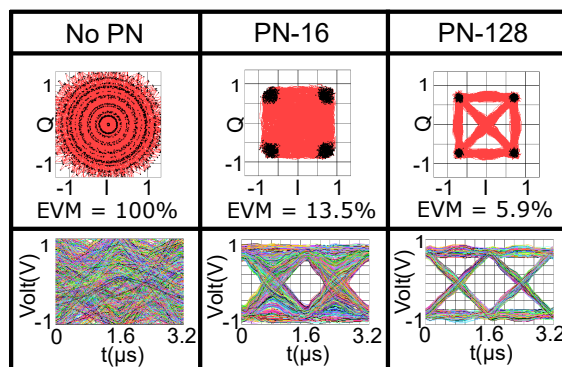 No PN PN-16 PN-128
1 1 1
Q Q Q
-1 -1 -1
-1 I 1 -1 I 1 -1 I 1
EVM = 100% EVM = 13.5% EVM = 5.9%
1 1 1
Volt(V) Volt(V) Volt(V)
-1 -1 -1
0 1.6 3.2 0 1.6 3.2 0 1.6 3.2
t(µs) t(µs) t(µs)